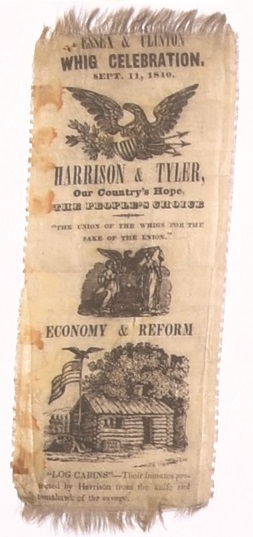 ESSEX & CLINTON
WHIG CELEBRATION.
SEPT. 11, 1840.
HARRISON & TYLER,
Our Country's Hope.
THE PEOPLE'S CHOICE
"THE UNION OF THE WHIGS FOR THE
SAKE OF THE UNION."
ECONOMY & REFORM
"LOG CABINS"—Their inmates pro-
tected by Harrison from the knife and
tomahawk of the savage.